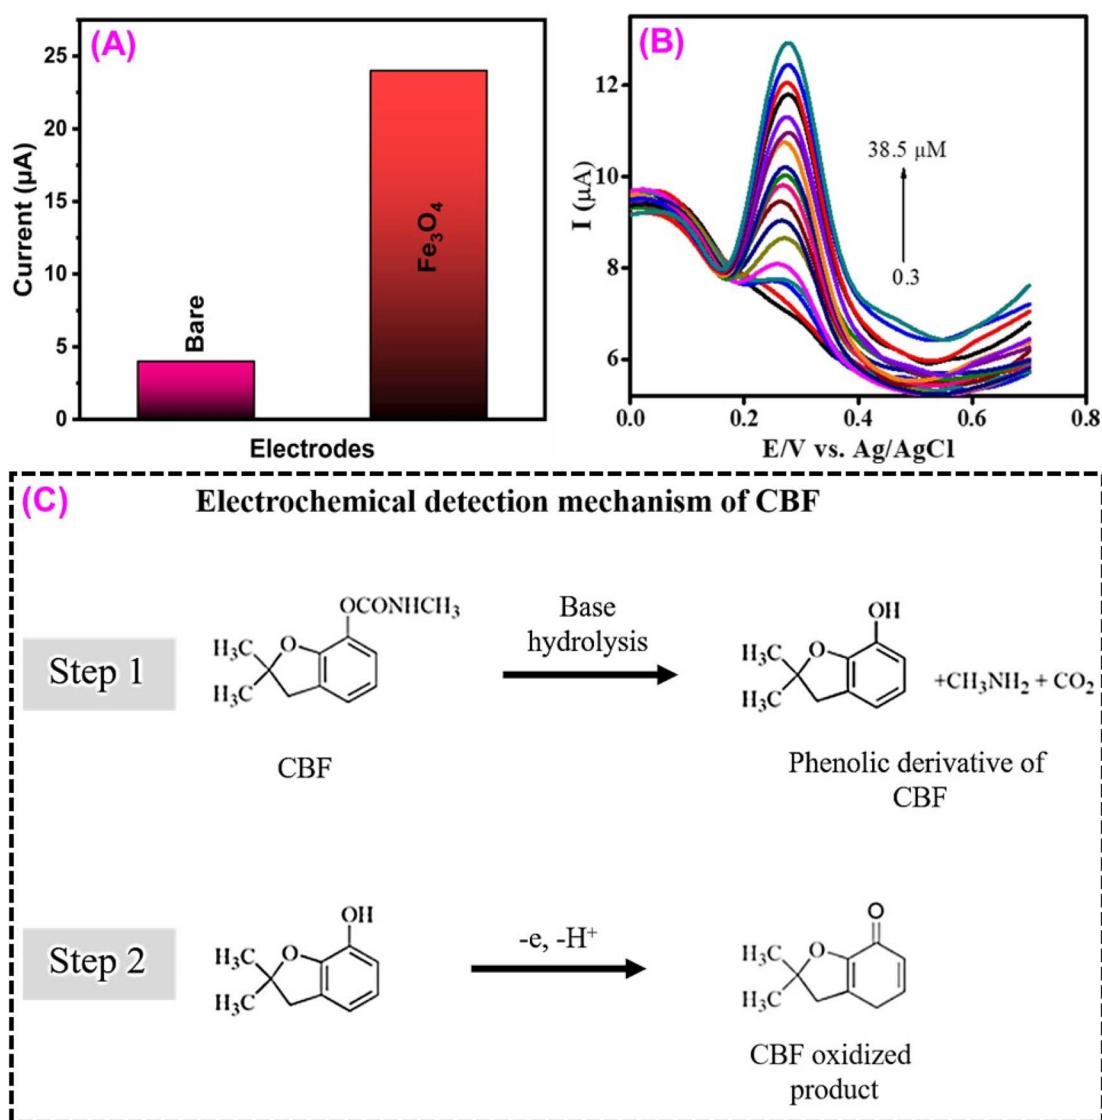 (A)
25
20
15
10
5
0
Current (µA)
Bare
Fe₃O₄
Electrodes
(B)
12
10
8
6
I (µA)
38.5 µM
0.3
0.0 0.2 0.4 0.6 0.8
E/V vs. Ag/AgCl
(C)
Electrochemical detection mechanism of CBF
Step 1
OCONHCH₃
O
H₃C
H₃C
CBF
Base
hydrolysis
OH
O
H₃C
H₃C
+CH₃NH₂ + CO₂
Phenolic derivative of
CBF
Step 2
OH
O
H₃C
H₃C
-e, -H⁺
O
O
H₃C
H₃C
CBF oxidized
product